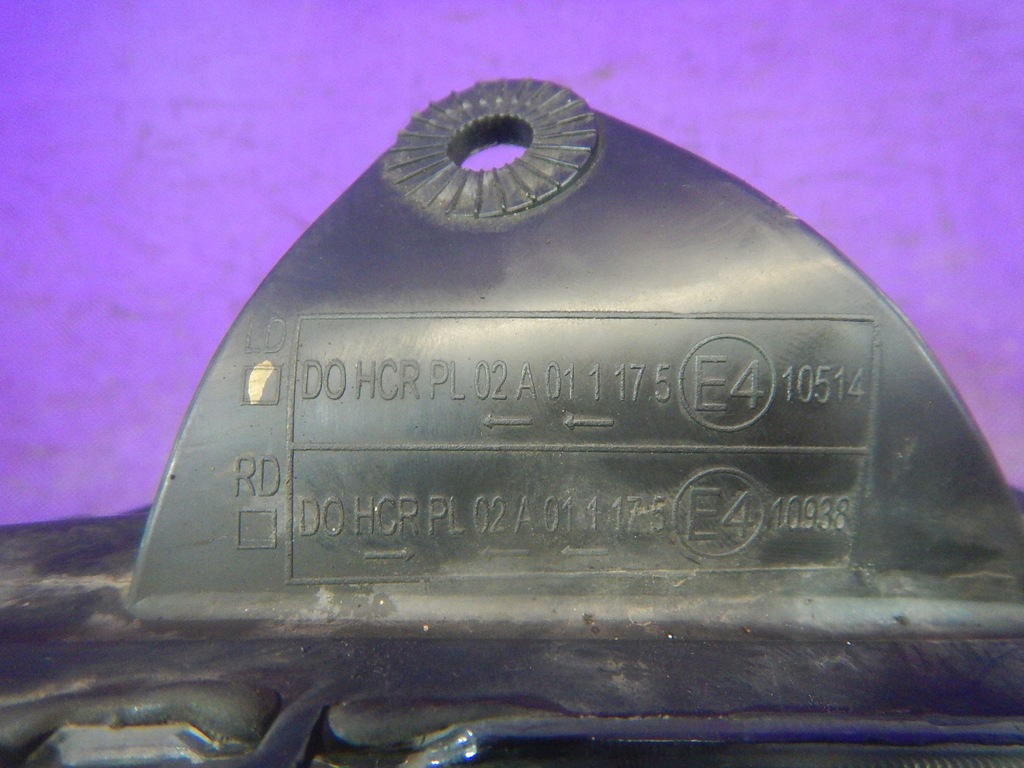 LD
DO HCR PL 02 A 01 1 17 5 E4 10514
← ←
RD
DO HCR PL 02 A 01 1 17 5 E4 10938
→ ← ←